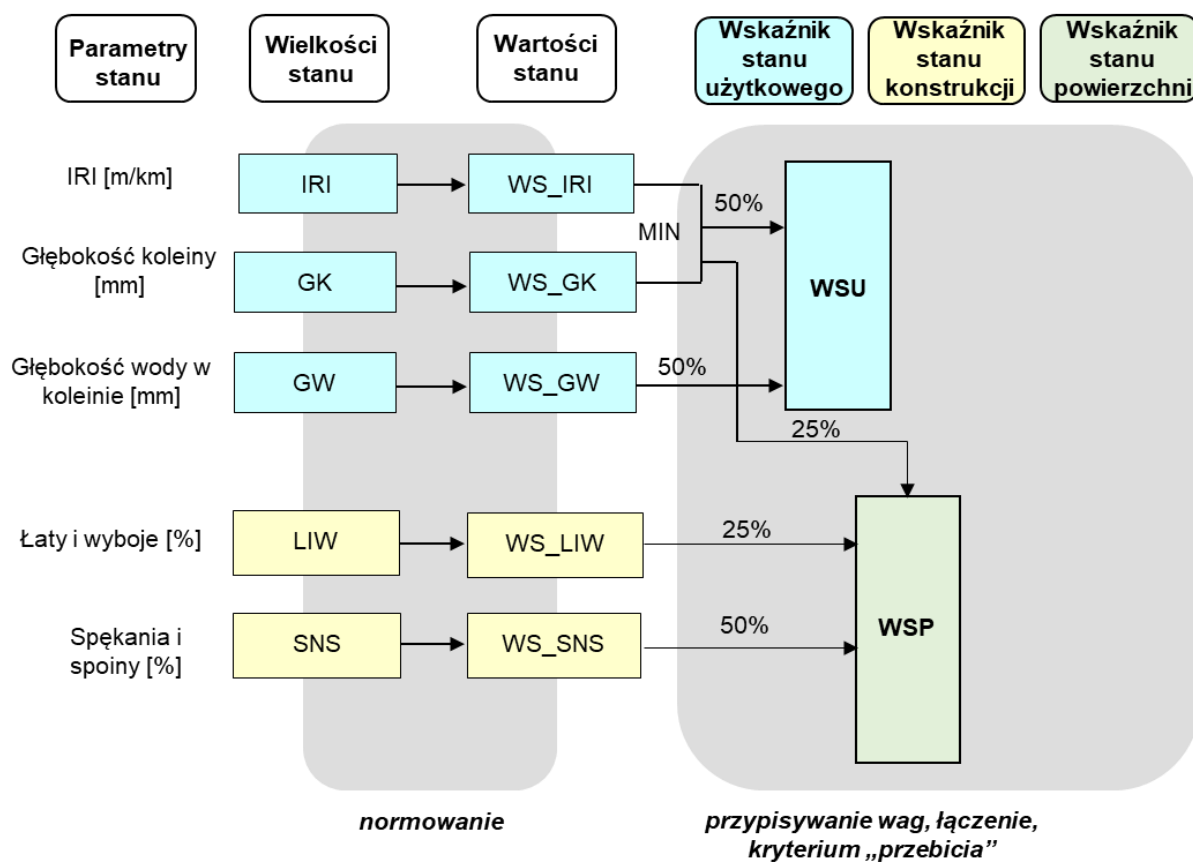 Parametry
stanu
Wielkości
stanu
Wartości
stanu
Wskaźnik
stanu
użytkowego
Wskaźnik
stanu
konstrukcji
Wskaźnik
stanu
powierzchni
IRI [m/km]
IRI
WS_IRI
50%
MIN
Głębokość koleiny
[mm]
GK
WS_GK
WSU
Głębokość wody w
koleinie [mm]
GW
WS_GW
50%
25%
Łaty i wyboje [%]
LIW
WS_LIW
25%
Spękania i
spoiny [%]
SNS
WS_SNS
50%
WSP
normowanie
przypisywanie wag, łączenie,
kryterium „przebicia”